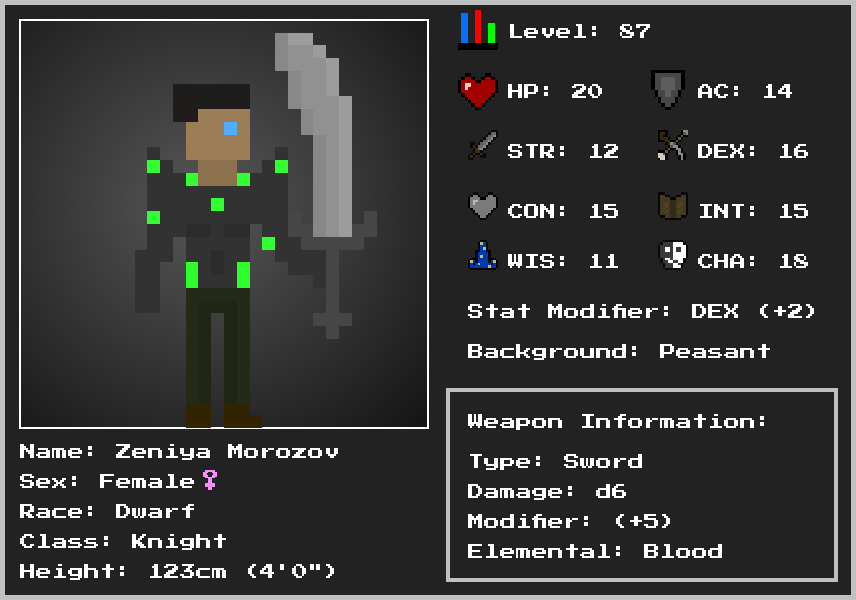 Level: 87
HP: 20 AC: 14
STR: 12 DEX: 16
CON: 15 INT: 15
WIS: 11 CHA: 18
Stat Modifier: DEX (+2)
Background: Peasant
Weapon Information:
Type: Sword
Damage: d6
Modifier: (+5)
Elemental: Blood
Name: Zeniya Morozov
Sex: Female♀
Race: Dwarf
Class: Knight
Height: 123cm (4'0")